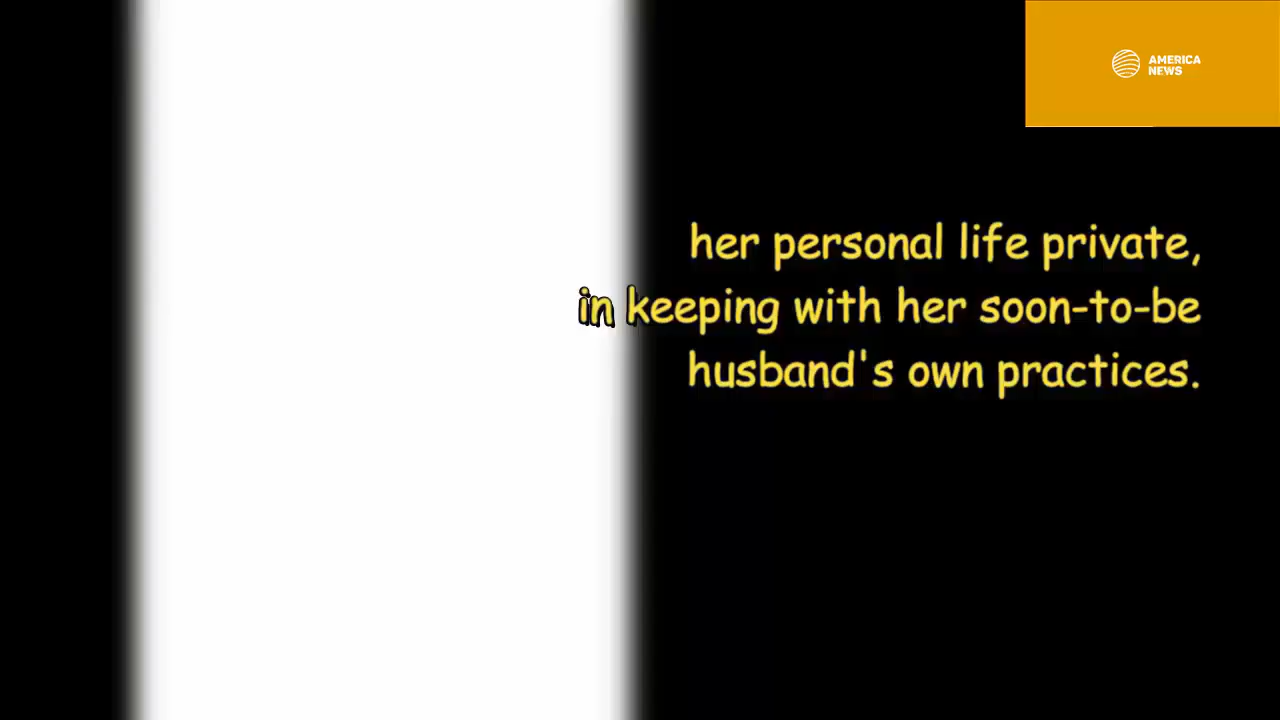 AMERICA
NEWS
her personal life private,
in keeping with her soon-to-be
husband's own practices.